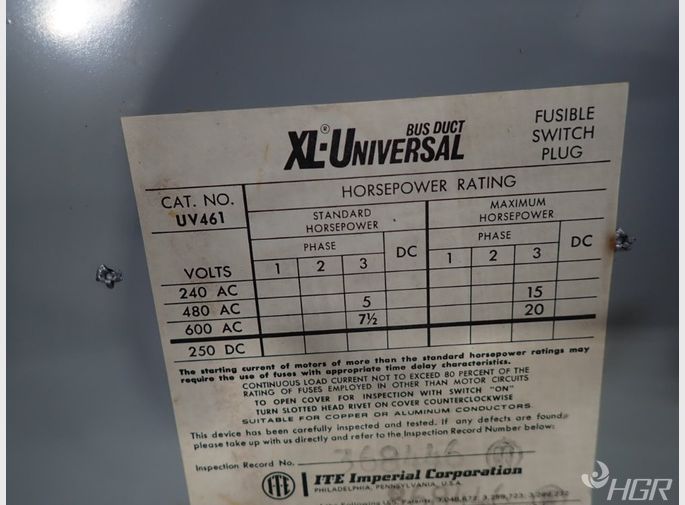 XL-UNIVERSAL®
BUS DUCT
FUSIBLE
SWITCH
PLUG
CAT. NO.
UV461
HORSEPOWER RATING
STANDARD
HORSEPOWER
MAXIMUM
HORSEPOWER
PHASE DC PHASE DC
VOLTS 1 2 3 1 2 3
240 AC
480 AC 5 15
600 AC 7½ 20
250 DC
The starting current of motors of more than the standard horsepower ratings may
require the use of fuses with appropriate time delay characteristics.
CONTINUOUS LOAD CURRENT NOT TO EXCEED 80 PERCENT OF THE
RATING OF FUSES EMPLOYED IN OTHER THAN MOTOR CIRCUITS
TO OPEN COVER FOR INSPECTION WITH SWITCH "ON"
TURN SLOTTED HEAD RIVET ON COVER COUNTERCLOCKWISE
SUITABLE FOR COPPER OR ALUMINUM CONDUCTORS
This device has been carefully inspected and tested. If any defects are found
please take up with us directly and refer to the Inspection Record Number below:
Inspection Record No.
ITE ITE Imperial Corporation
PHILADELPHIA, PENNSYLVANIA, U.S.A.
HGR